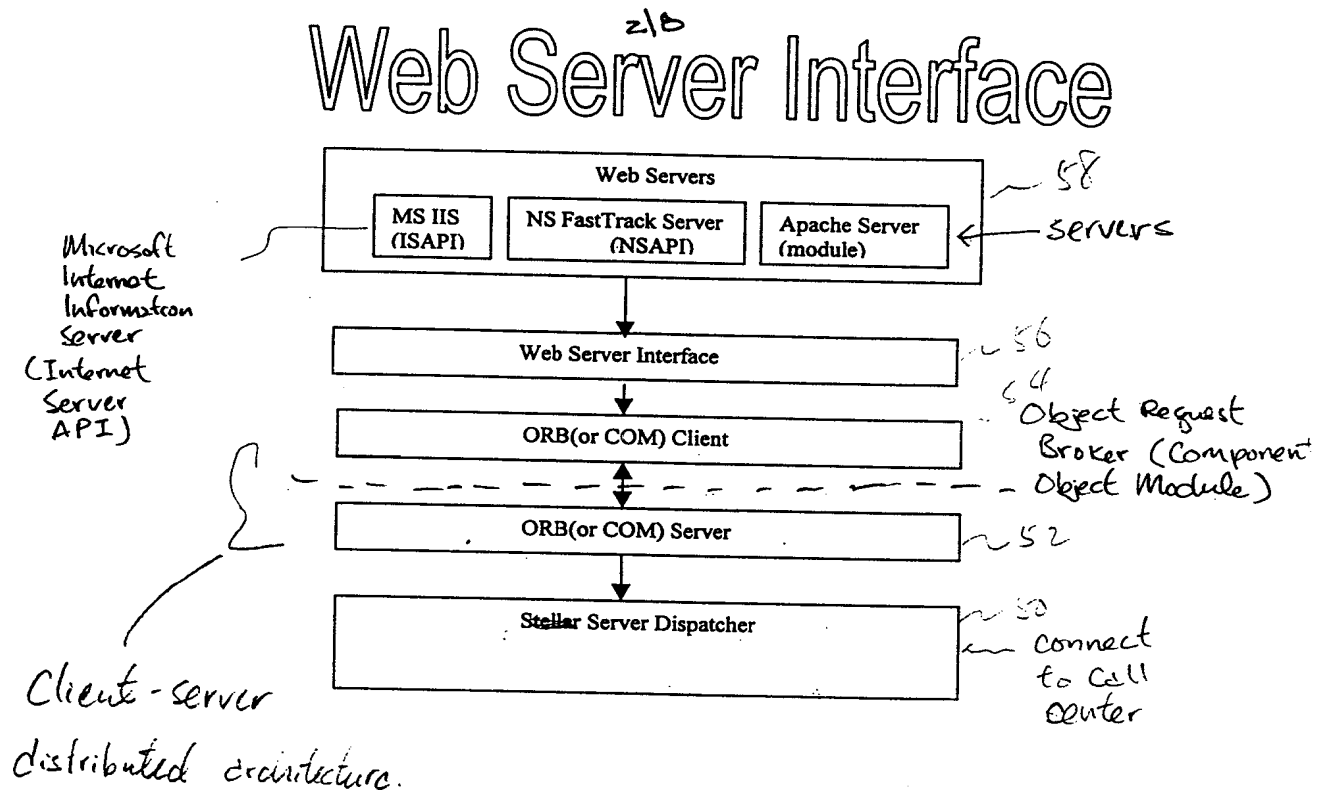 2/8
Web Server Interface
Web Servers
58
MS IIS
(ISAPI)
NS FastTrack Server
(NSAPI)
Apache Server
(module)
servers
Microsoft
Internet
Information
Server
(Internet
Server
API)
Web Server Interface
56
54
ORB(or COM) Client
Object Request
Broker (Component
Object Module)
ORB(or COM) Server
52
Stellar Server Dispatcher
50
connect
to Call
center
Client-server
distributed architecture.